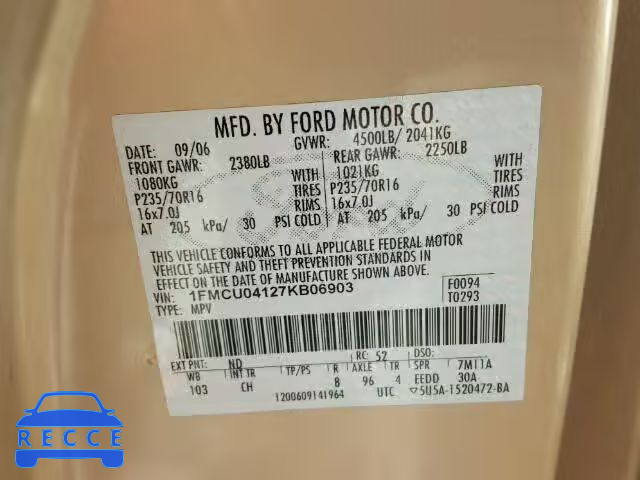 MFD. BY FORD MOTOR CO.
DATE: 09/06 GVWR: 4500LB/ 2041KG
FRONT GAWR: 2380LB REAR GAWR: 2250LB
1080KG WITH 1021KG WITH
P235/70R16 TIRES P235/70R16 TIRES
16x7.0J RIMS 16x7.0J RIMS
AT 205 kPa/ 30 PSI COLD AT 205 kPa/ 30 PSI COLD
THIS VEHICLE CONFORMS TO ALL APPLICABLE FEDERAL MOTOR
VEHICLE SAFETY AND THEFT PREVENTION STANDARDS IN
EFFECT ON THE DATE OF MANUFACTURE SHOWN ABOVE.
VIN: 1FMCU04127KB06903 F0094
TYPE: MPV T0293
EXT PNT: ND RC: 52 DSO:
WB INT TR TP/PS R AXLE TR SPR 7M11A
103 CH 8 96 4 EEDD 30A
1200609141964 UTC ▽5U5A-1520472-BA
RECCE